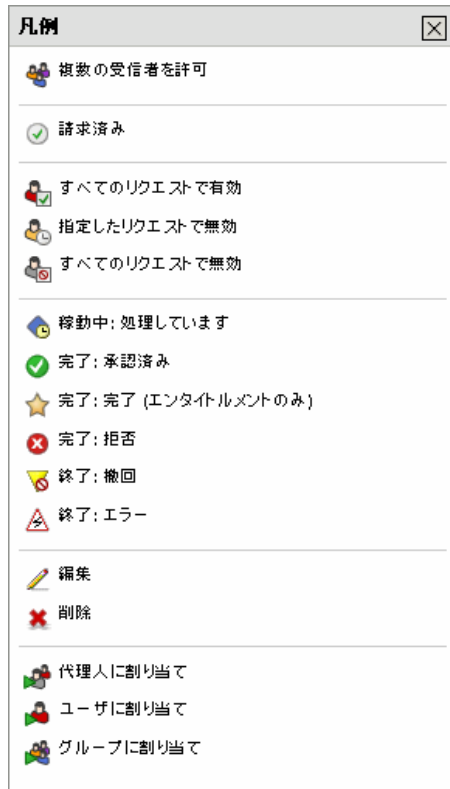 凡例
複数の受信者を許可
請求済み
すべてのリクエストで有効
指定したリクエストで無効
すべてのリクエストで無効
稼動中: 処理しています
完了: 承認済み
完了: 完了 (エンタイトルメントのみ)
完了: 拒否
終了: 撤回
終了: エラー
編集
削除
代理人に割り当て
ユーザに割り当て
グループに割り当て